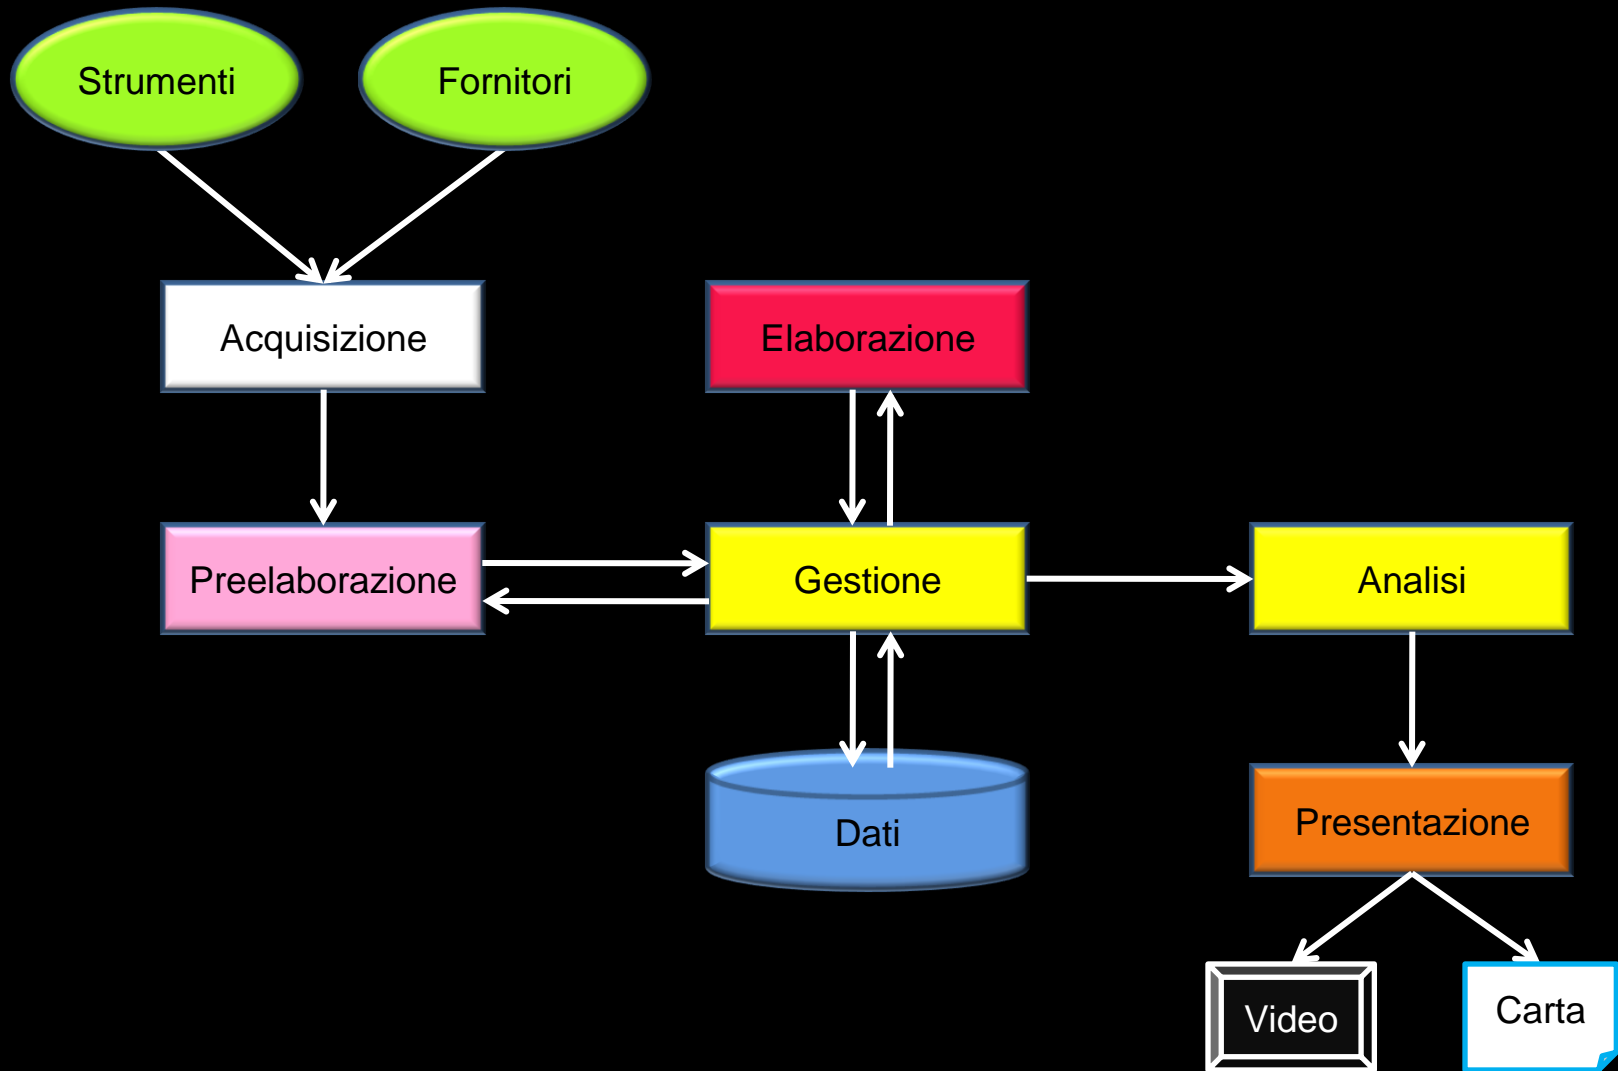 Strumenti
Fornitori
Acquisizione
Elaborazione
Preelaborazione
Gestione
Analisi
Dati
Presentazione
Video
Carta